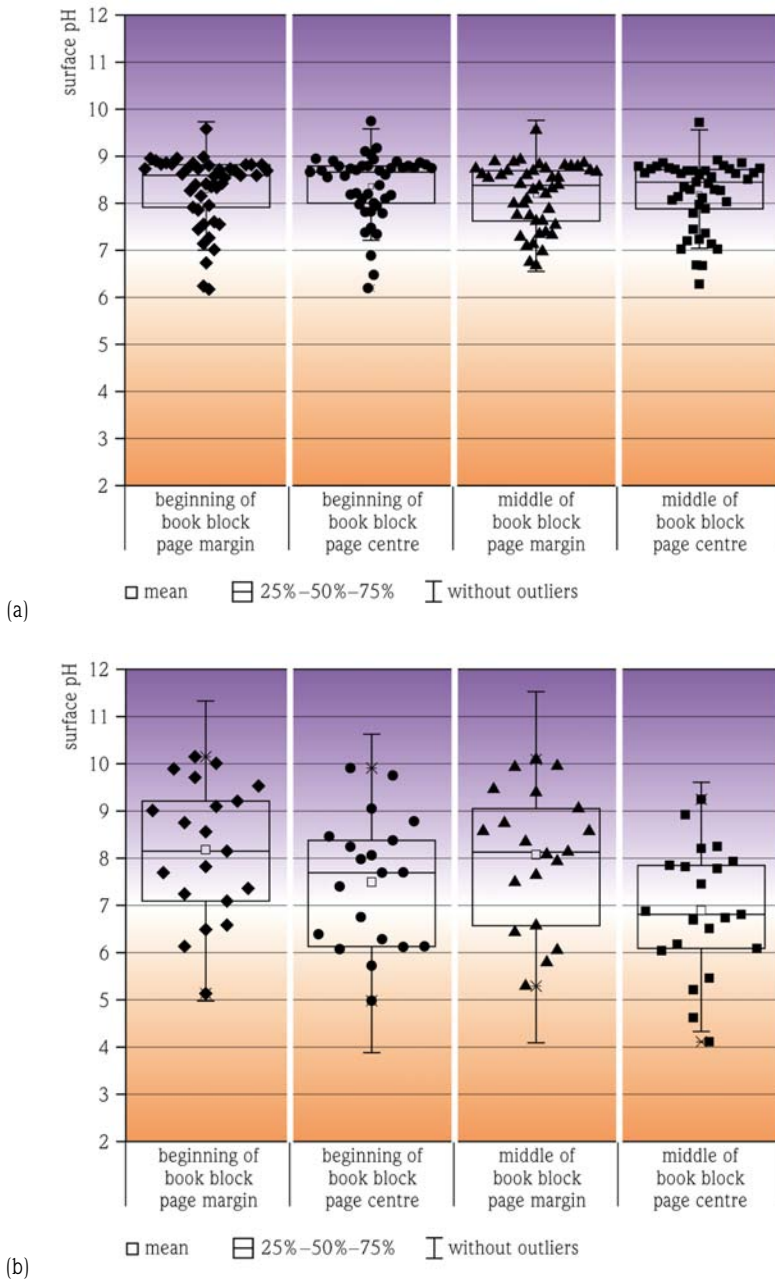 surface pH
12
11
10
9
8
7
6
5
4
3
2
beginning of
book block
page margin
beginning of
book block
page centre
middle of
book block
page margin
middle of
book block
page centre
mean
25%–50%–75%
without outliers
(a)
surface pH
12
11
10
9
8
7
6
5
4
3
2
beginning of
book block
page margin
beginning of
book block
page centre
middle of
book block
page margin
middle of
book block
page centre
mean
25%–50%–75%
without outliers
(b)